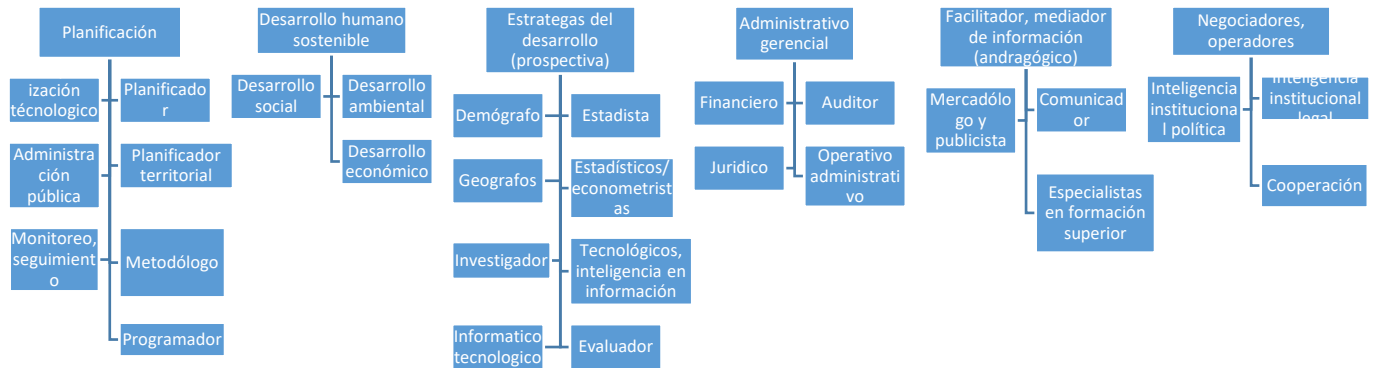 Planificación
ización
técnologico
Planificado
r
Administra
ción
pública
Planificador
territorial
Monitoreo,
seguimient
o
Metodólogo
Programador
Desarrollo humano
sostenible
Desarrollo
social
Desarrollo
ambiental
Desarrollo
económico
Estrategas del
desarrollo
(prospectiva)
Demógrafo
Estadista
Geografos
Estadísticos/
econometrist
as
Investigador
Tecnológicos,
inteligencia en
información
Informatico
tecnologico
Evaluador
Administrativo
gerencial
Financiero
Auditor
Juridico
Operativo
administrati
vo
Facilitador, mediador
de información
(andragógico)
Mercadólo
go y
publicista
Comunicad
or
Especialistas
en formación
superior
Negociadores,
operadores
Inteligencia
instituciona
l política
Inteligencia
institucional
legal
Cooperación